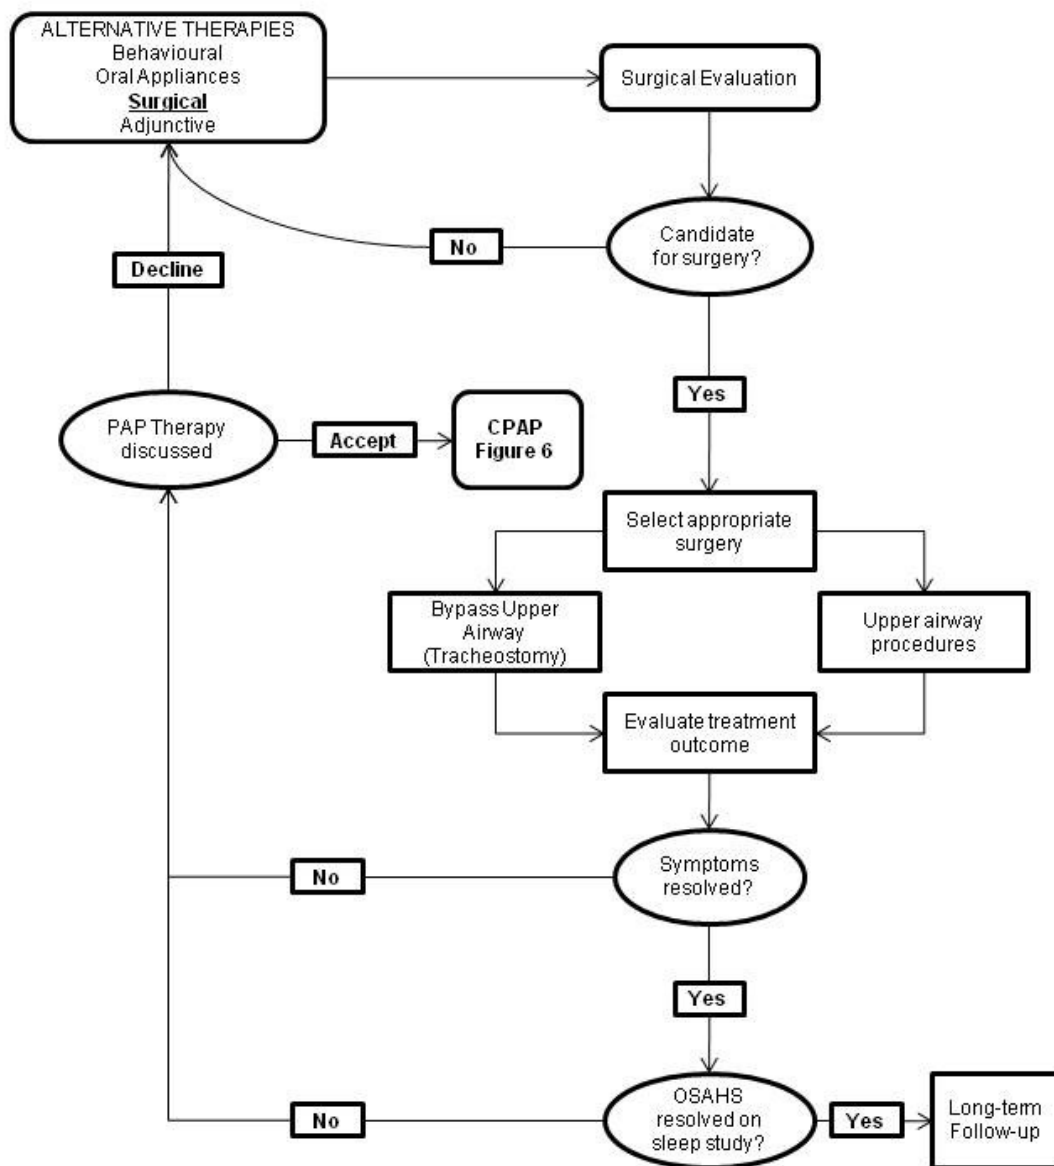 ALTERNATIVE THERAPIES
Behavioural
Oral Appliances
Surgical
Adjunctive
Surgical Evaluation
Candidate
for surgery?
No
Decline
Yes
PAP Therapy
discussed
Accept
CPAP
Figure 6
Select appropriate
surgery
Bypass Upper
Airway
(Tracheostomy)
Upper airway
procedures
Evaluate treatment
outcome
Symptoms
resolved?
No
Yes
OSAHS
resolved on
sleep study?
No
Yes
Long-term
Follow-up